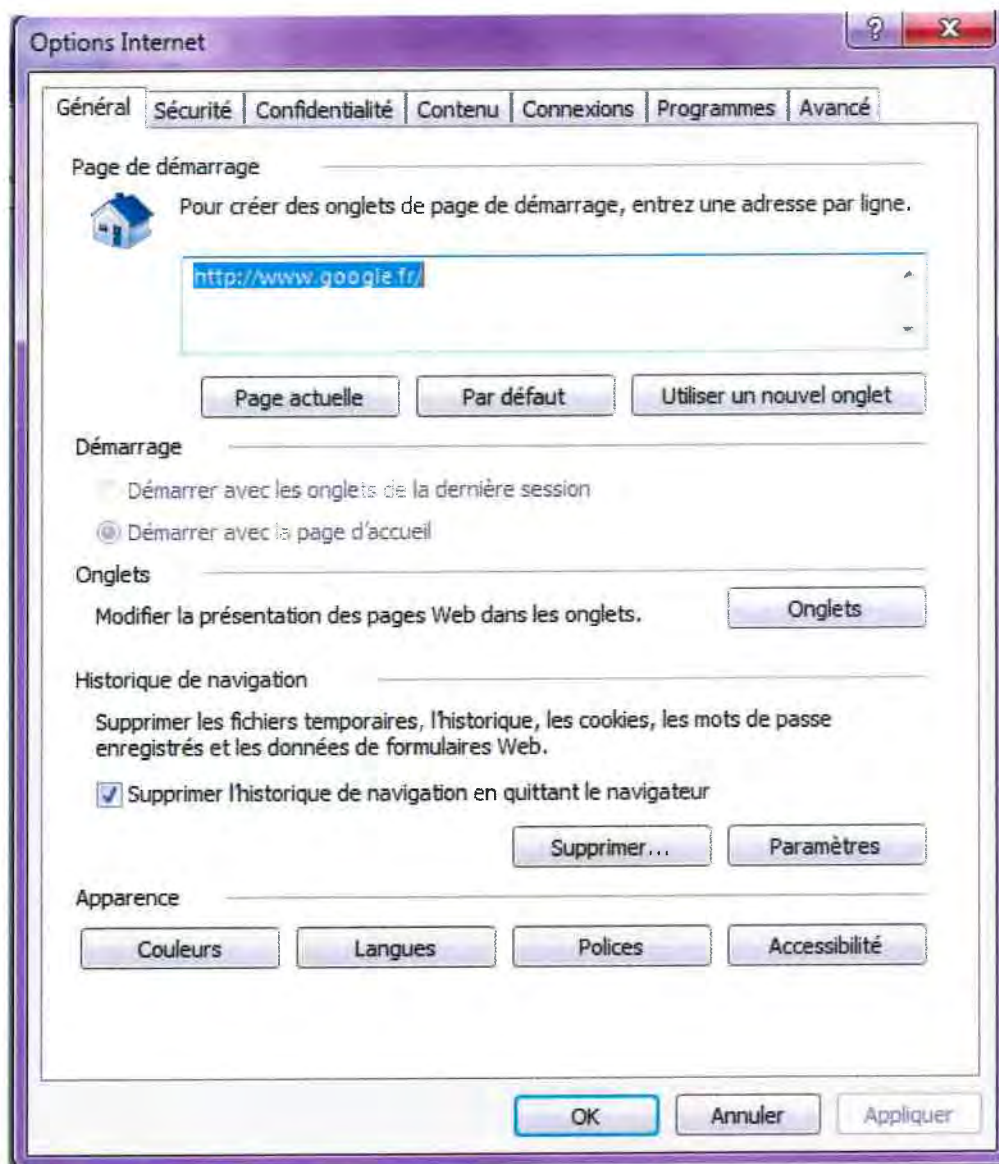 Options Internet
?
Général Sécurité Confidentialité Contenu Connexions Programmes Avancé
Page de démarrage
Pour créer des onglets de page de démarrage, entrez une adresse par ligne.
http://www.google.fr/
Page actuelle Par défaut Utiliser un nouvel onglet
Démarrage
Démarrer avec les onglets de la dernière session
Démarrer avec la page d'accueil
Onglets
Modifier la présentation des pages Web dans les onglets. Onglets
Historique de navigation
Supprimer les fichiers temporaires, l'historique, les cookies, les mots de passe
enregistrés et les données de formulaires Web.
Supprimer l'historique de navigation en quittant le navigateur
Supprimer... Paramètres
Apparence
Couleurs Langues Polices Accessibilité
OK Annuler Appliquer